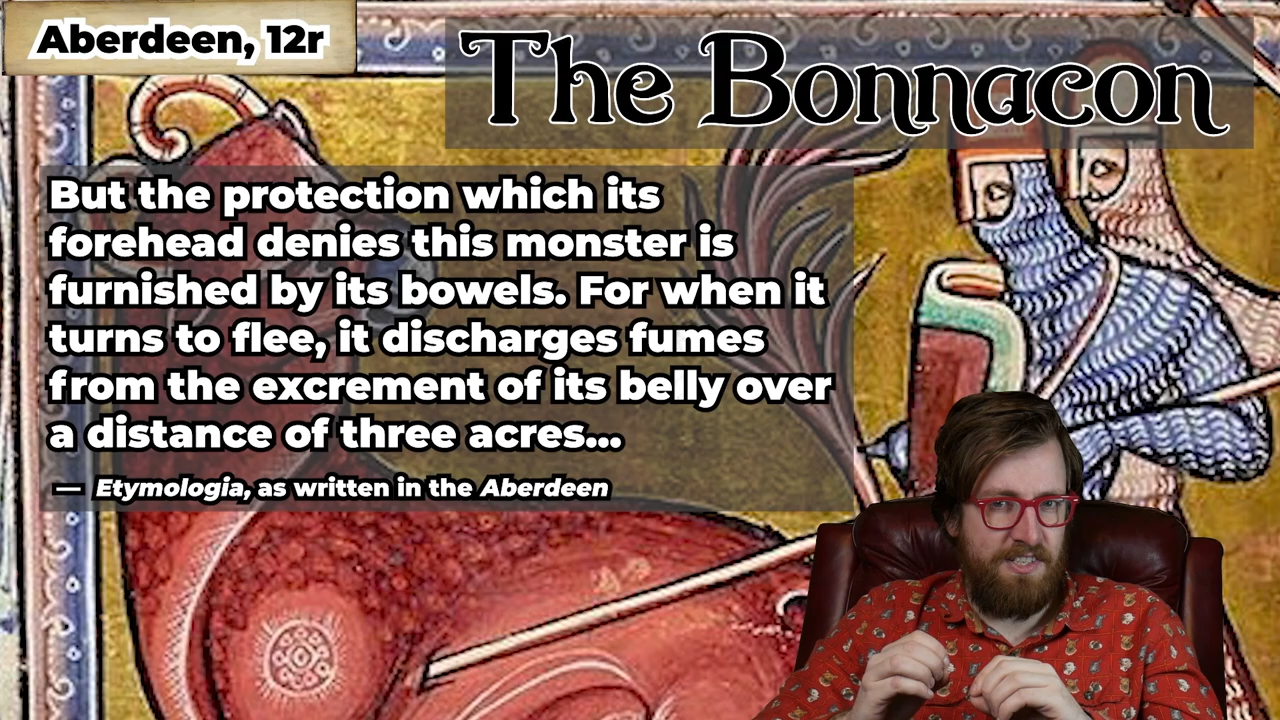 Aberdeen, 12r
The Bonnacon
But the protection which its
forehead denies this monster is
furnished by its bowels. For when it
turns to flee, it discharges fumes
from the excrement of its belly over
a distance of three acres...
— Etymologia, as written in the Aberdeen